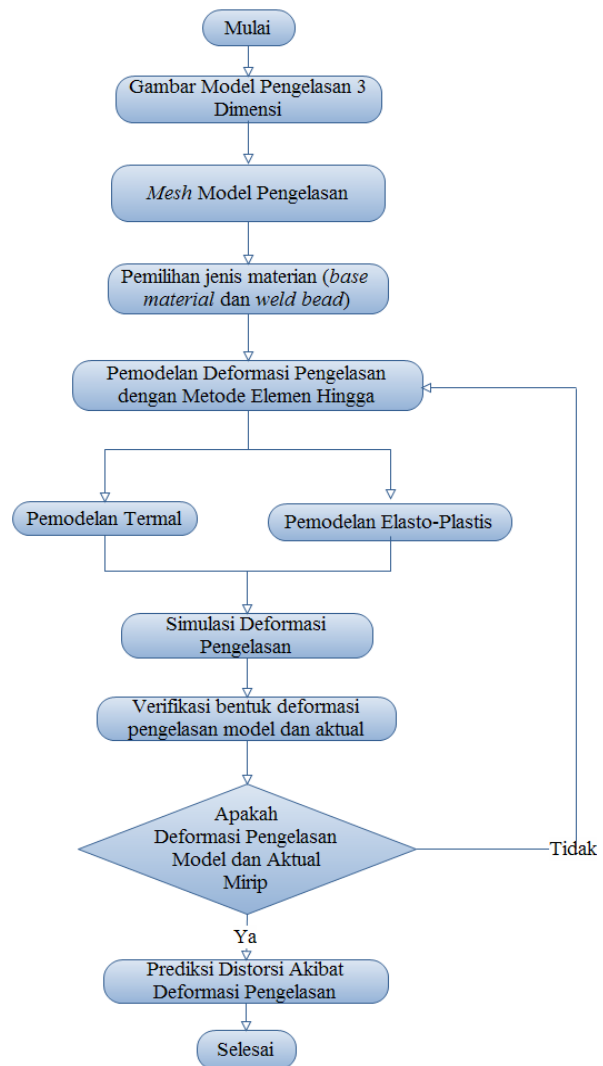 Mulai
Gambar Model Pengelasan 3
Dimensi
Mesh Model Pengelasan
Pemilihan jenis materian (base
material dan weld bead)
Pemodelan Deformasi Pengelasan
dengan Metode Elemen Hingga
Pemodelan Termal
Pemodelan Elasto-Plastis
Simulasi Deformasi
Pengelasan
Verifikasi bentuk deformasi
pengelasan model dan aktual
Apakah
Deformasi Pengelasan
Model dan Aktual
Mirip
Tidak
Ya
Prediksi Distorsi Akibat
Deformasi Pengelasan
Selesai